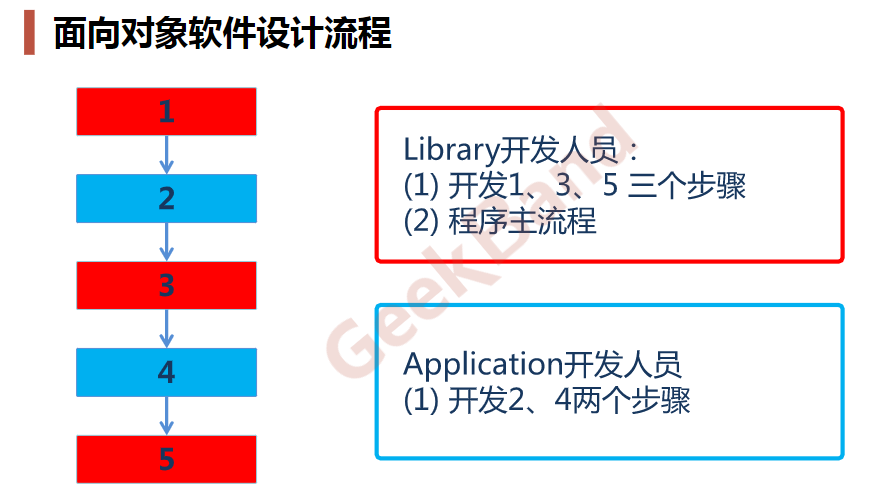 面向对象软件设计流程
1
2
3
4
5
Library开发人员：
(1) 开发1、3、5 三个步骤
(2) 程序主流程
Application开发人员
(1) 开发2、4两个步骤
GeekBand